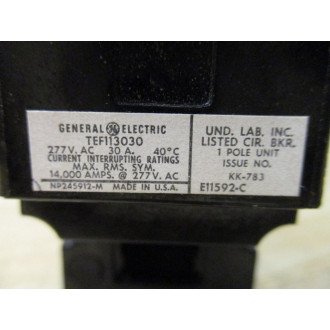 GENERAL GE ELECTRIC
TEF113030
277V. AC 30 A. 40°C
CURRENT INTERRUPTING RATINGS
MAX. RMS. SYM.
14,000 AMPS. @ 277V. AC
NP245912-M MADE IN U.S.A.
UND. LAB. INC.
LISTED CIR. BKR.
1 POLE UNIT
ISSUE NO.
KK-783
E11592-C